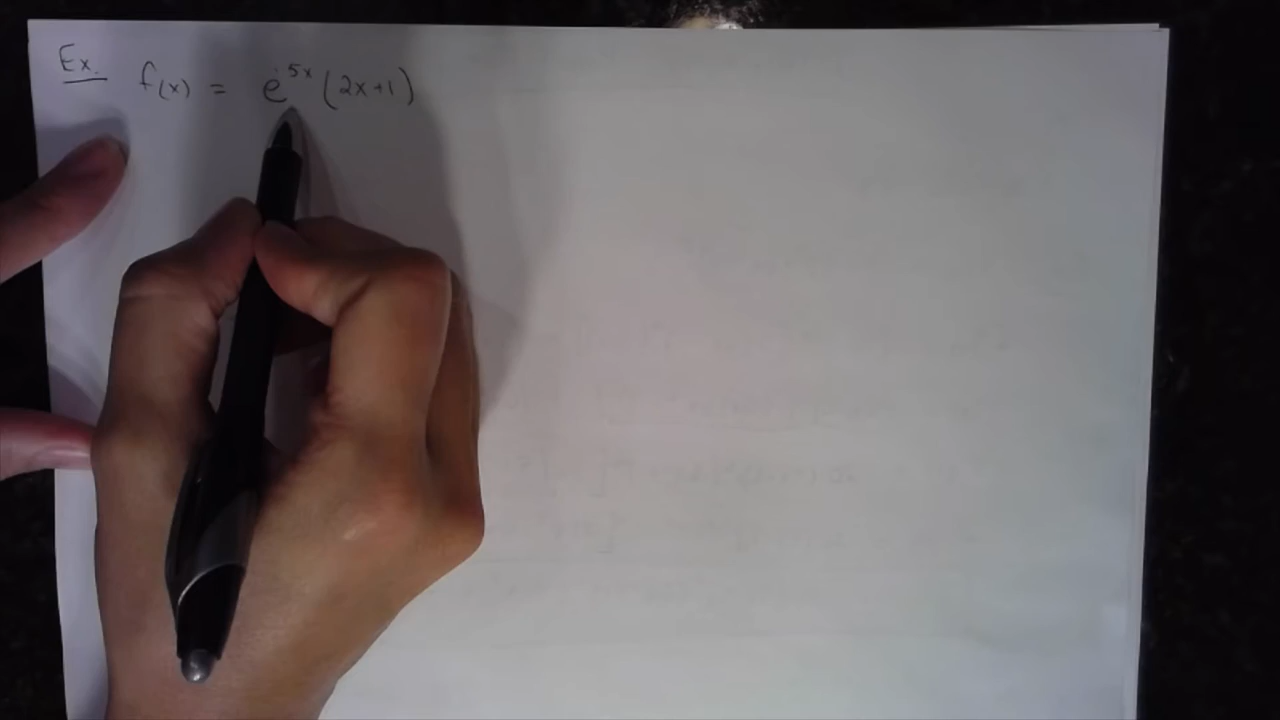 Ex. f(x) = e^{5x} (2x+1)